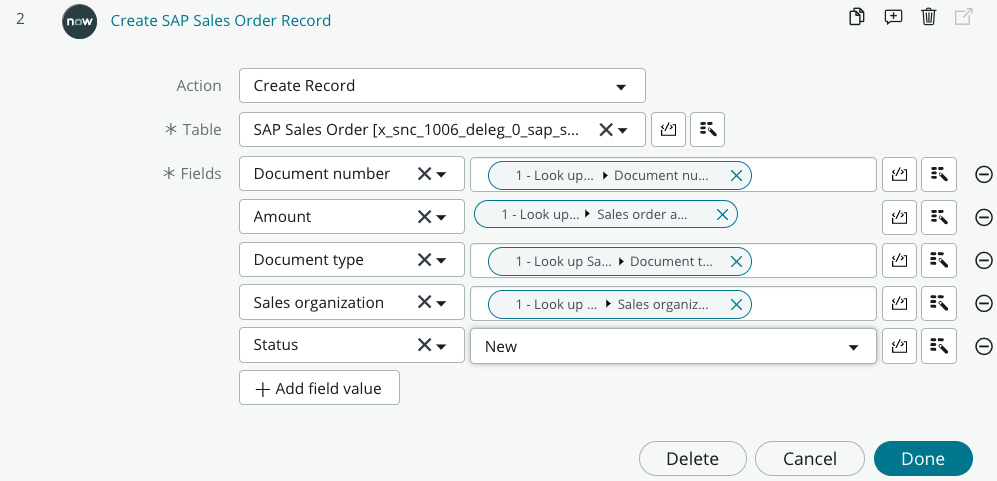 2 now Create SAP Sales Order Record
Action Create Record
* Table SAP Sales Order [x_snc_1006_deleg_0_sap_s...
* Fields Document number 1 - Look up... Document nu...
Amount 1 - Look up... Sales order a...
Document type 1 - Look up Sa... Document t...
Sales organization 1 - Look up ... Sales organiz...
Status New
+ Add field value
Delete Cancel Done